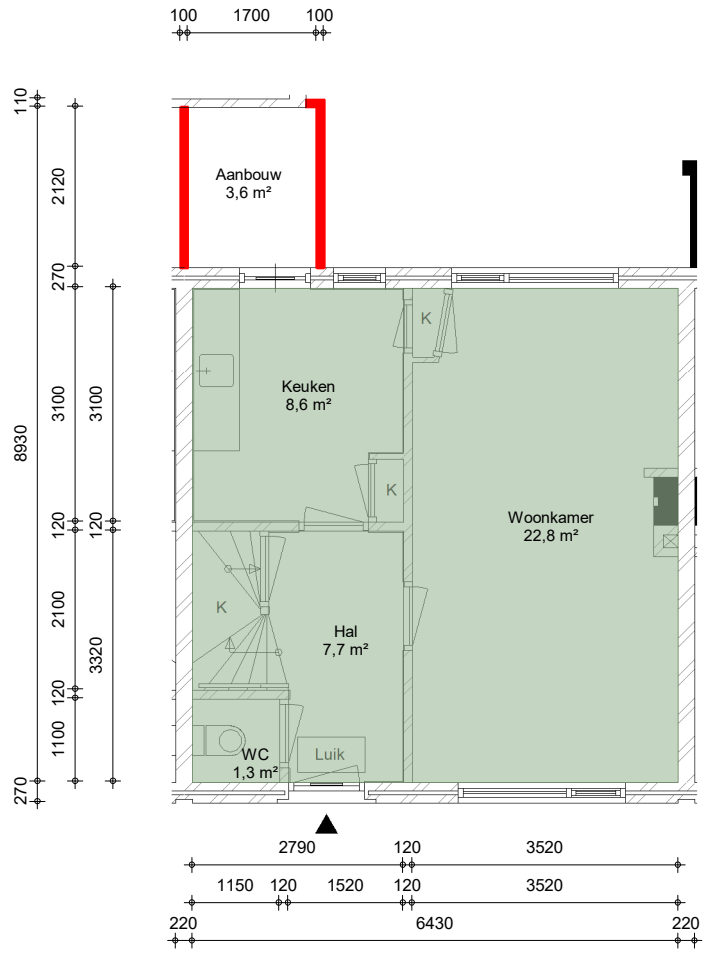 100 1700 100
110
2120
270
8930
3100
3100
120
120
2100
3320
120
1100
270
Aanbouw
3,6 m²
K
Keuken
8,6 m²
K
Woonkamer
22,8 m²
K
Hal
7,7 m²
WC
1,3 m²
Luik
2790 120 3520
1150 120 1520 120 3520
220 6430 220